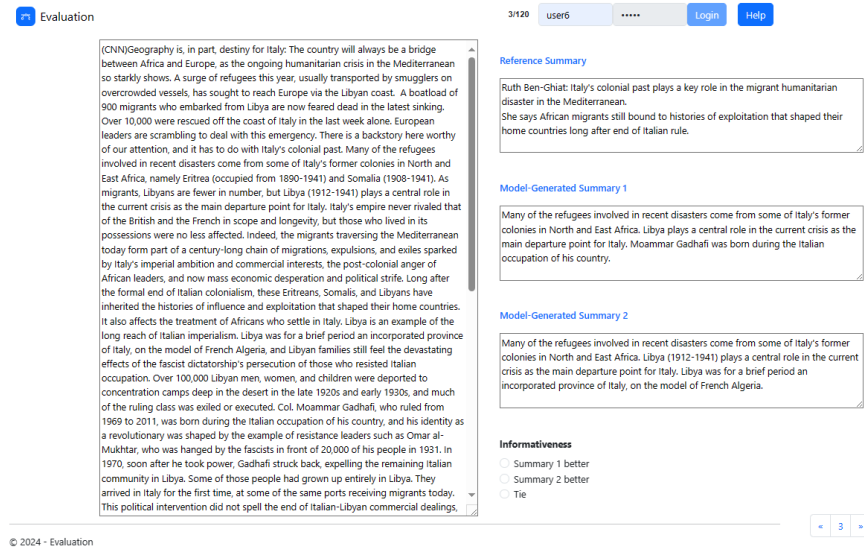 Evaluation
3/120
user6
•••••
Login
Help
(CNN)Geography is, in part, destiny for Italy: The country will always be a bridge
between Africa and Europe, as the ongoing humanitarian crisis in the Mediterranean
so starkly shows. A surge of refugees this year, usually transported by smugglers on
overcrowded vessels, has sought to reach Europe via the Libyan coast.  A boatload of
900 migrants who embarked from Libya are now feared dead in the latest sinking.
Over 10,000 were rescued off the coast of Italy in the last week alone. European
leaders are scrambling to deal with this emergency. There is a backstory here worthy
of our attention, and it has to do with Italy's colonial past. Many of the refugees
involved in recent disasters come from some of Italy's former colonies in North and
East Africa, namely Eritrea (occupied from 1890-1941) and Somalia (1908-1941). As
migrants, Libyans are fewer in number, but Libya (1912-1941) plays a central role in
the current crisis as the main departure point for Italy. Italy's empire never rivaled that
of the British and the French in scope and longevity, but those who lived in its
possessions were no less affected. Indeed, the migrants traversing the Mediterranean
today form part of a century-long chain of migrations, expulsions, and exiles sparked
by Italy's imperial ambition and commercial interests, the post-colonial anger of
African leaders, and now mass economic desperation and political strife. Long after
the formal end of Italian colonialism, these Eritreans, Somalis, and Libyans have
inherited the histories of influence and exploitation that shaped their home countries.
It also affects the treatment of Africans who settle in Italy. Libya is an example of the
long reach of Italian imperialism. Libya was for a brief period an incorporated province
of Italy, on the model of French Algeria, and Libyan families still feel the devastating
effects of the fascist dictatorship's persecution of those who resisted Italian
occupation. Over 100,000 Libyan men, women, and children were deported to
concentration camps deep in the desert in the late 1920s and early 1930s, and much
of the ruling class was exiled or executed. Col. Moammar Gadhafi, who ruled from
1969 to 2011, was born during the Italian occupation of his country, and his identity as
a revolutionary was shaped by the example of resistance leaders such as Omar al-
Mukhtar, who was hanged by the fascists in front of 20,000 of his people in 1931. In
1970, soon after he took power, Gadhafi struck back, expelling the remaining Italian
community in Libya. Some of those people had grown up entirely in Libya. They
arrived in Italy for the first time, at some of the same ports receiving migrants today.
This political intervention did not spell the end of Italian-Libyan commercial dealings,
Reference Summary
Ruth Ben-Ghiat: Italy's colonial past plays a key role in the migrant humanitarian
disaster in the Mediterranean.
She says African migrants still bound to histories of exploitation that shaped their
home countries long after end of Italian rule.
Model-Generated Summary 1
Many of the refugees involved in recent disasters come from some of Italy's former
colonies in North and East Africa. Libya plays a central role in the current crisis as the
main departure point for Italy. Moammar Gadhafi was born during the Italian
occupation of his country.
Model-Generated Summary 2
Many of the refugees involved in recent disasters come from some of Italy's former
colonies in North and East Africa. Libya (1912-1941) plays a central role in the current
crisis as the main departure point for Italy. Libya was for a brief period an
incorporated province of Italy, on the model of French Algeria.
Informativeness
Summary 1 better
Summary 2 better
Tie
« 3 »
© 2024 - Evaluation